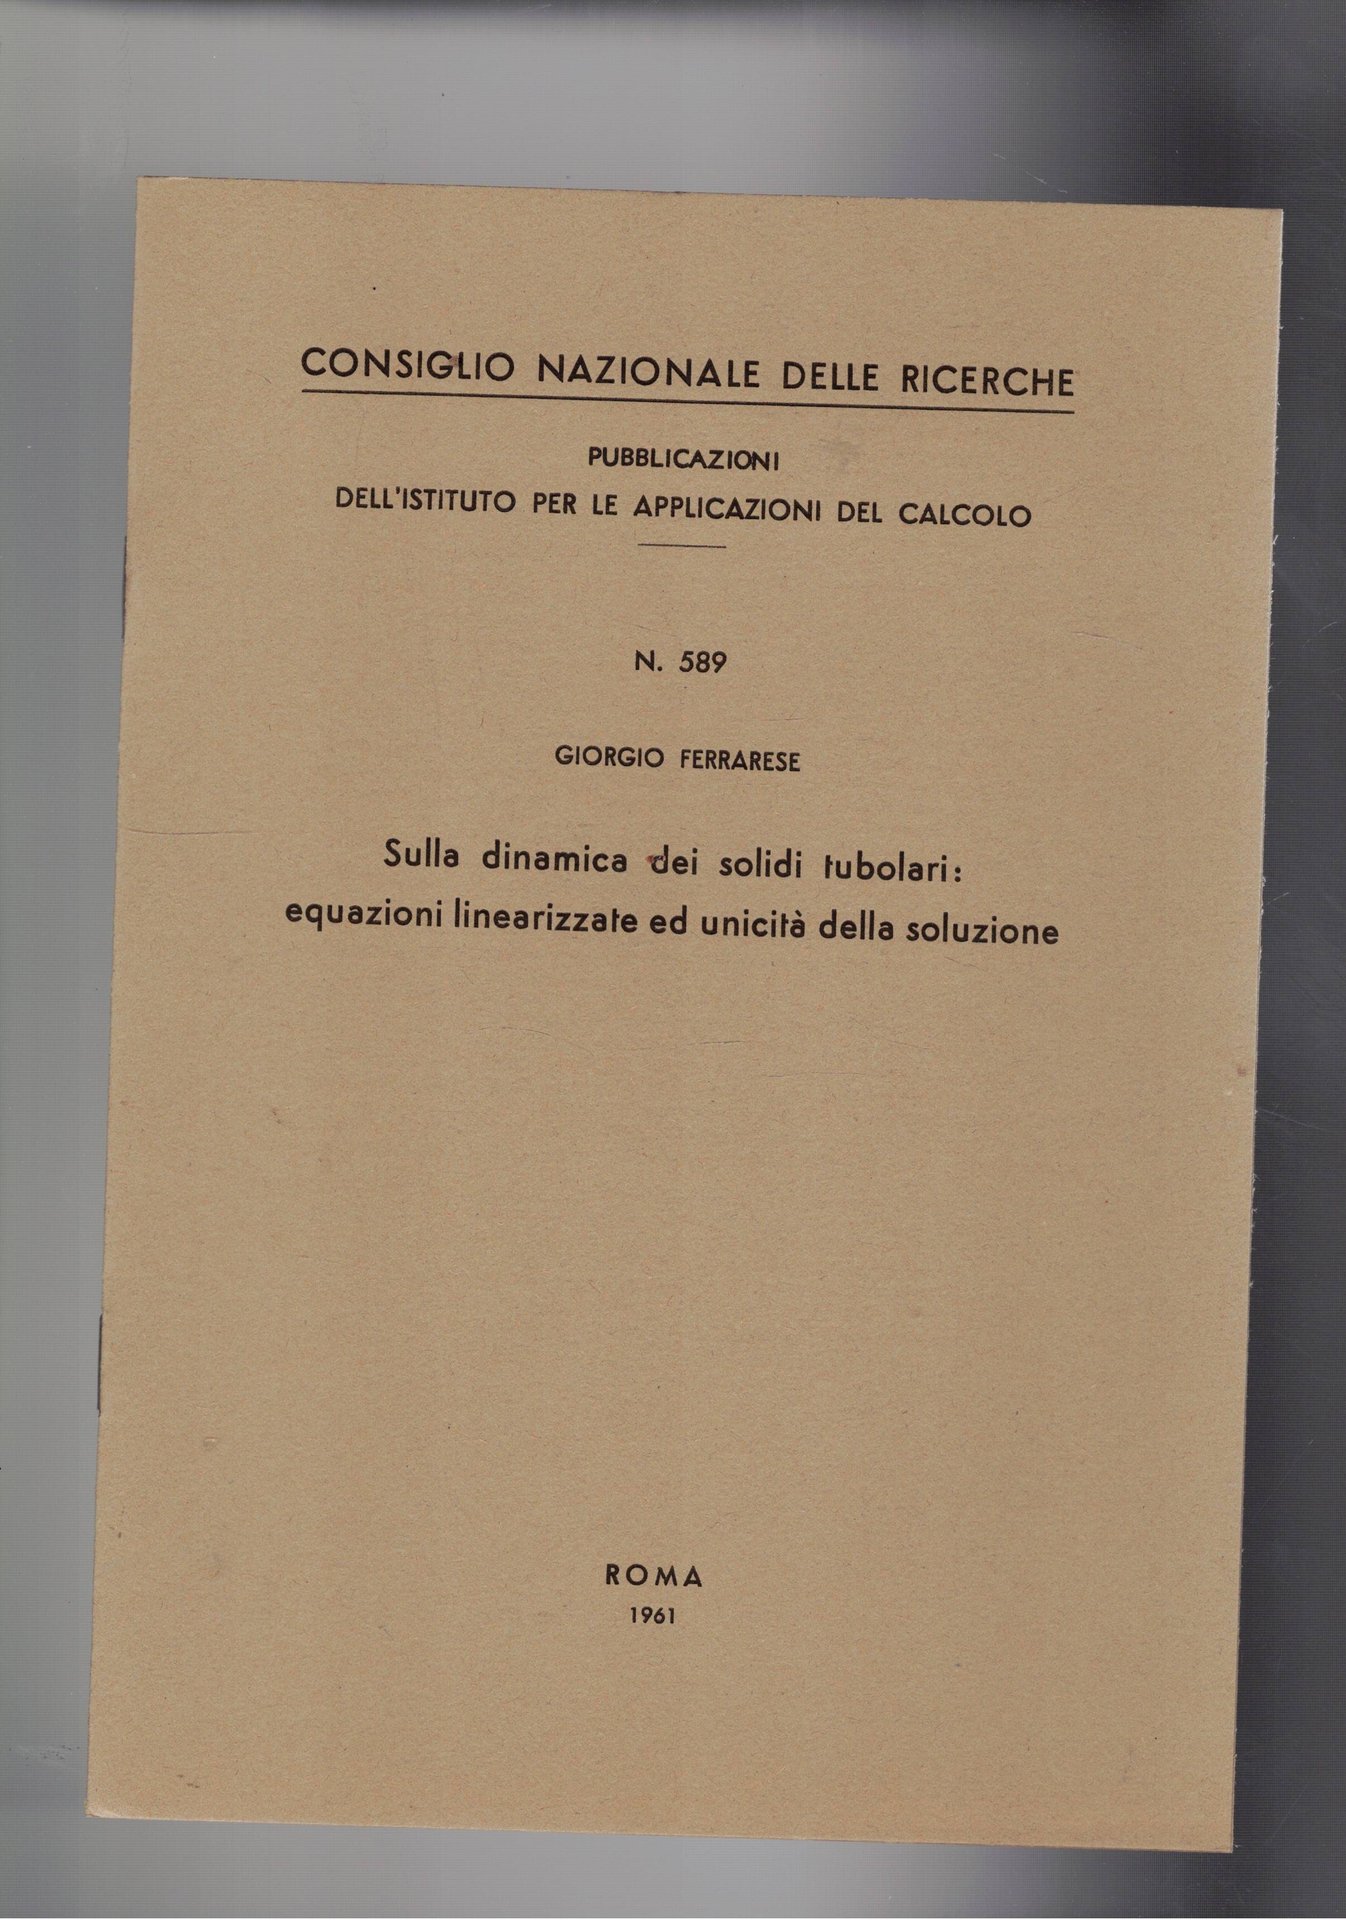 CONSIGLIO NAZIONALE DELLE RICERCHE
PUBBLICAZIONI
DELL'ISTITUTO PER LE APPLICAZIONI DEL CALCOLO
N. 589
GIORGIO FERRARESE
Sulla dinamica dei solidi tubolari:
equazioni linearizzate ed unicità della soluzione
ROMA
1961